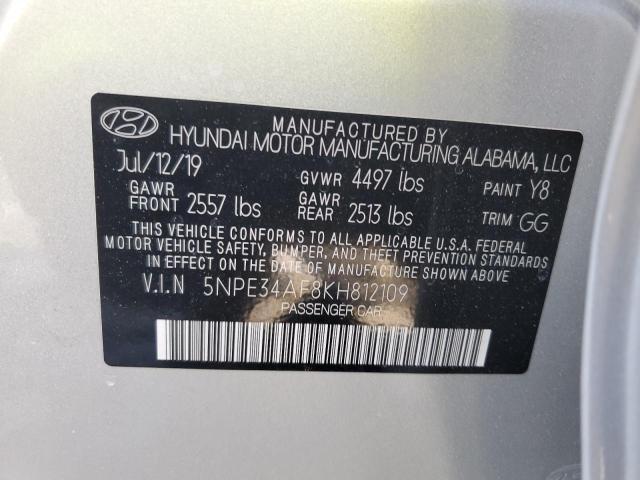 MANUFACTURED BY
HYUNDAI MOTOR MANUFACTURING ALABAMA, LLC
Jul/12/19 GVWR 4497 lbs PAINT Y8
GAWR FRONT 2557 lbs GAWR REAR 2513 lbs TRIM GG
THIS VEHICLE CONFORMS TO ALL APPLICABLE U.S.A. FEDERAL
MOTOR VEHICLE SAFETY, BUMPER, AND THEFT PREVENTION STANDARDS
IN EFFECT ON THE DATE OF MANUFACTURE SHOWN ABOVE.
V.I.N 5NPE34AF8KH812109
PASSENGER CAR